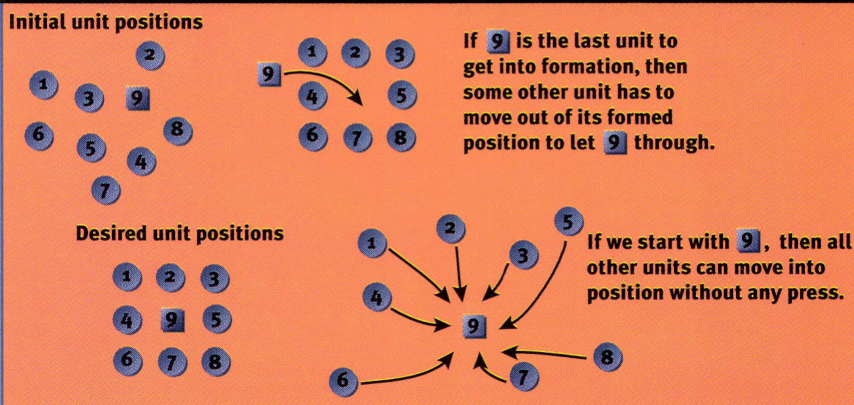 Initial unit positions
2
1
3
9
6
5
8
4
7
1 2 3
9
4 5
6 7 8
If 9 is the last unit to
get into formation, then
some other unit has to
move out of its formed
position to let 9 through.
Desired unit positions
1 2 3
4 9 5
6 7 8
1
2
3
5
4
9
6
7
8
If we start with 9, then all
other units can move into
position without any press.